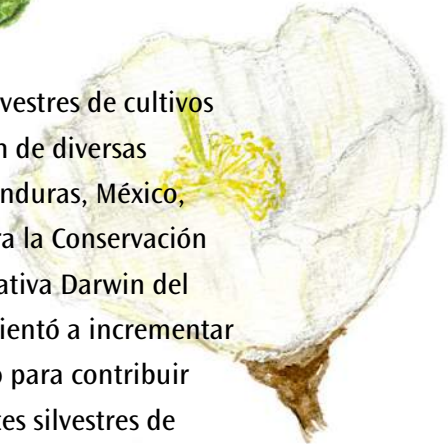 vestres de cultivos
n de diversas
nduras, México,
ra la Conservación
ativa Darwin del
ientó a incrementar
o para contribuir
tes silvestres de